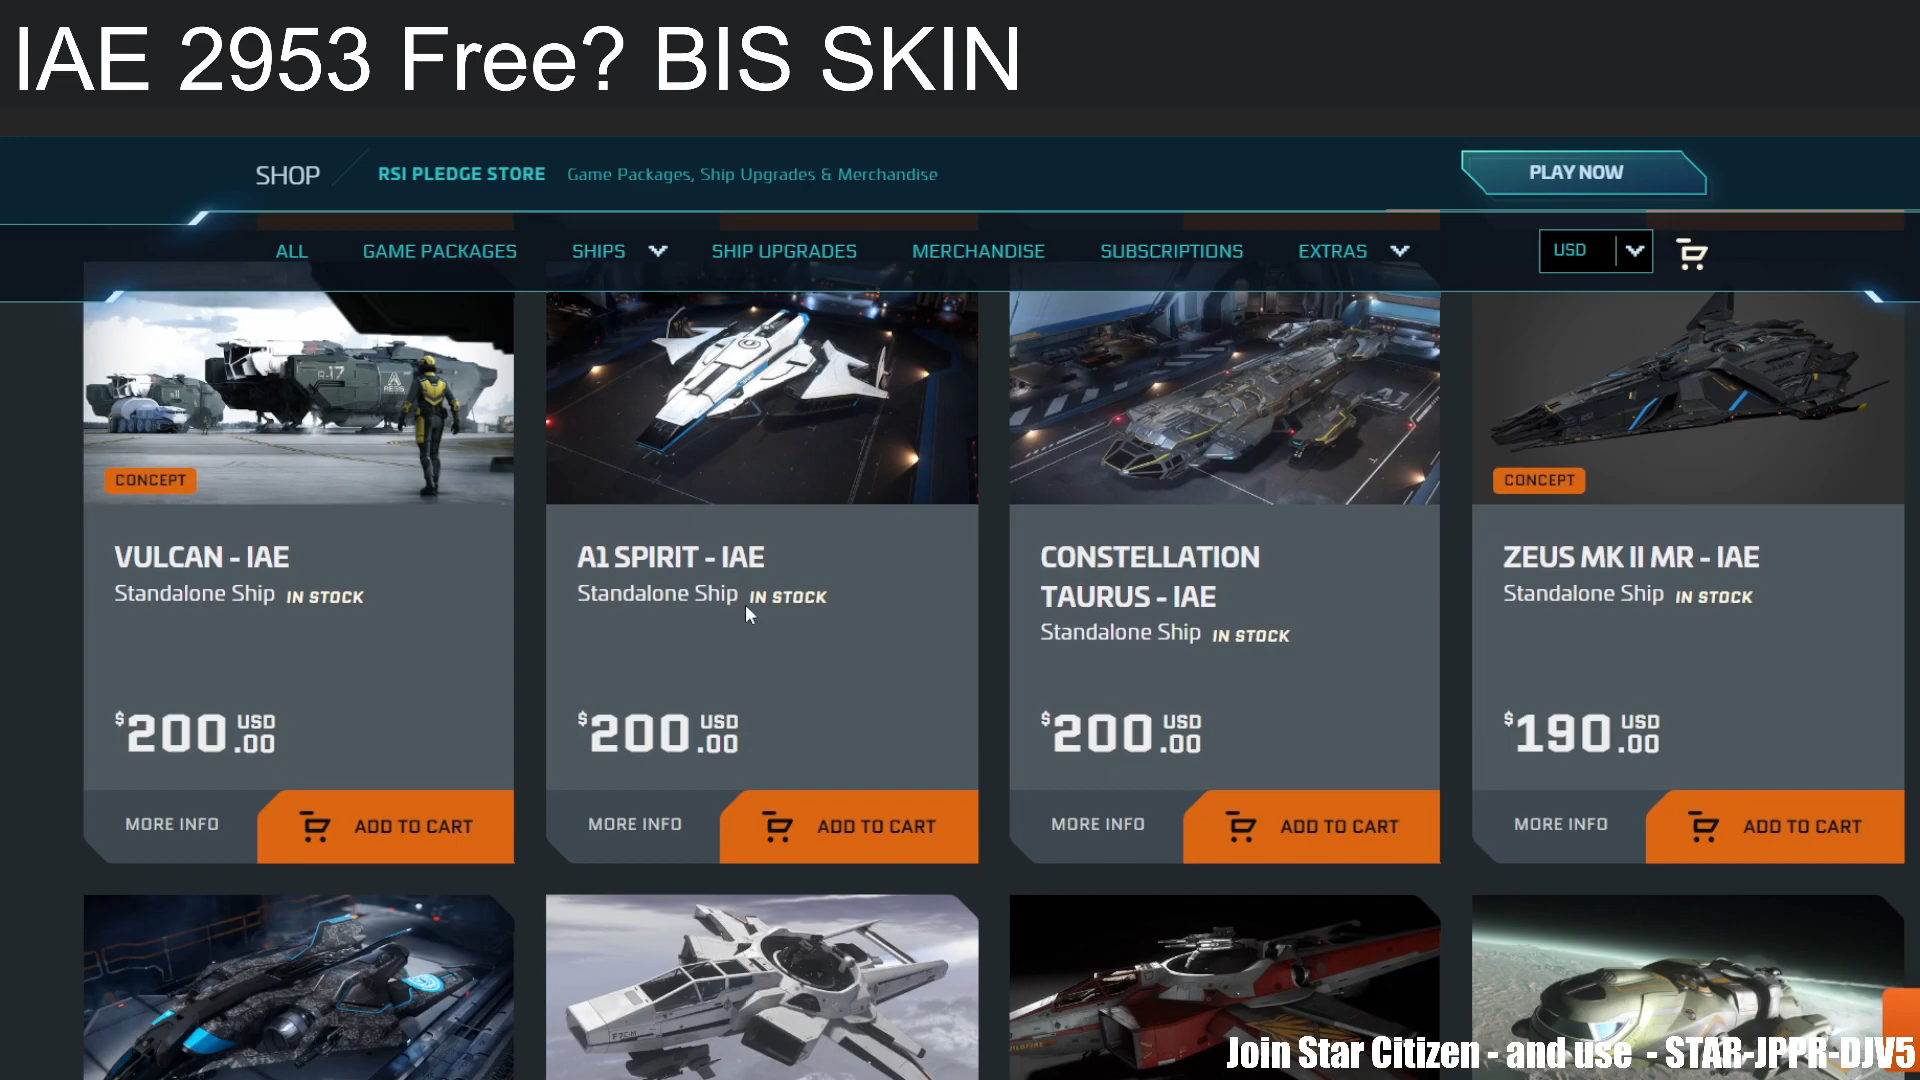 IAE 2953 Free? BIS SKIN
SHOP
RSI PLEDGE STORE Game Packages, Ship Upgrades & Merchandise
PLAY NOW
ALL GAME PACKAGES SHIPS SHIP UPGRADES MERCHANDISE SUBSCRIPTIONS EXTRAS USD
R-17
AEGIS
A1
CONCEPT
CONCEPT
VULCAN - IAE
Standalone Ship IN STOCK
$200.00 USD
MORE INFO ADD TO CART
A1 SPIRIT - IAE
Standalone Ship IN STOCK
$200.00 USD
MORE INFO ADD TO CART
CONSTELLATION
TAURUS - IAE
Standalone Ship IN STOCK
$200.00 USD
MORE INFO ADD TO CART
ZEUS MK II MR - IAE
Standalone Ship IN STOCK
$190.00 USD
MORE INFO ADD TO CART
F7C-M
WILDFIRE
Join Star Citizen - and use - STAR-JPPR-DJV5